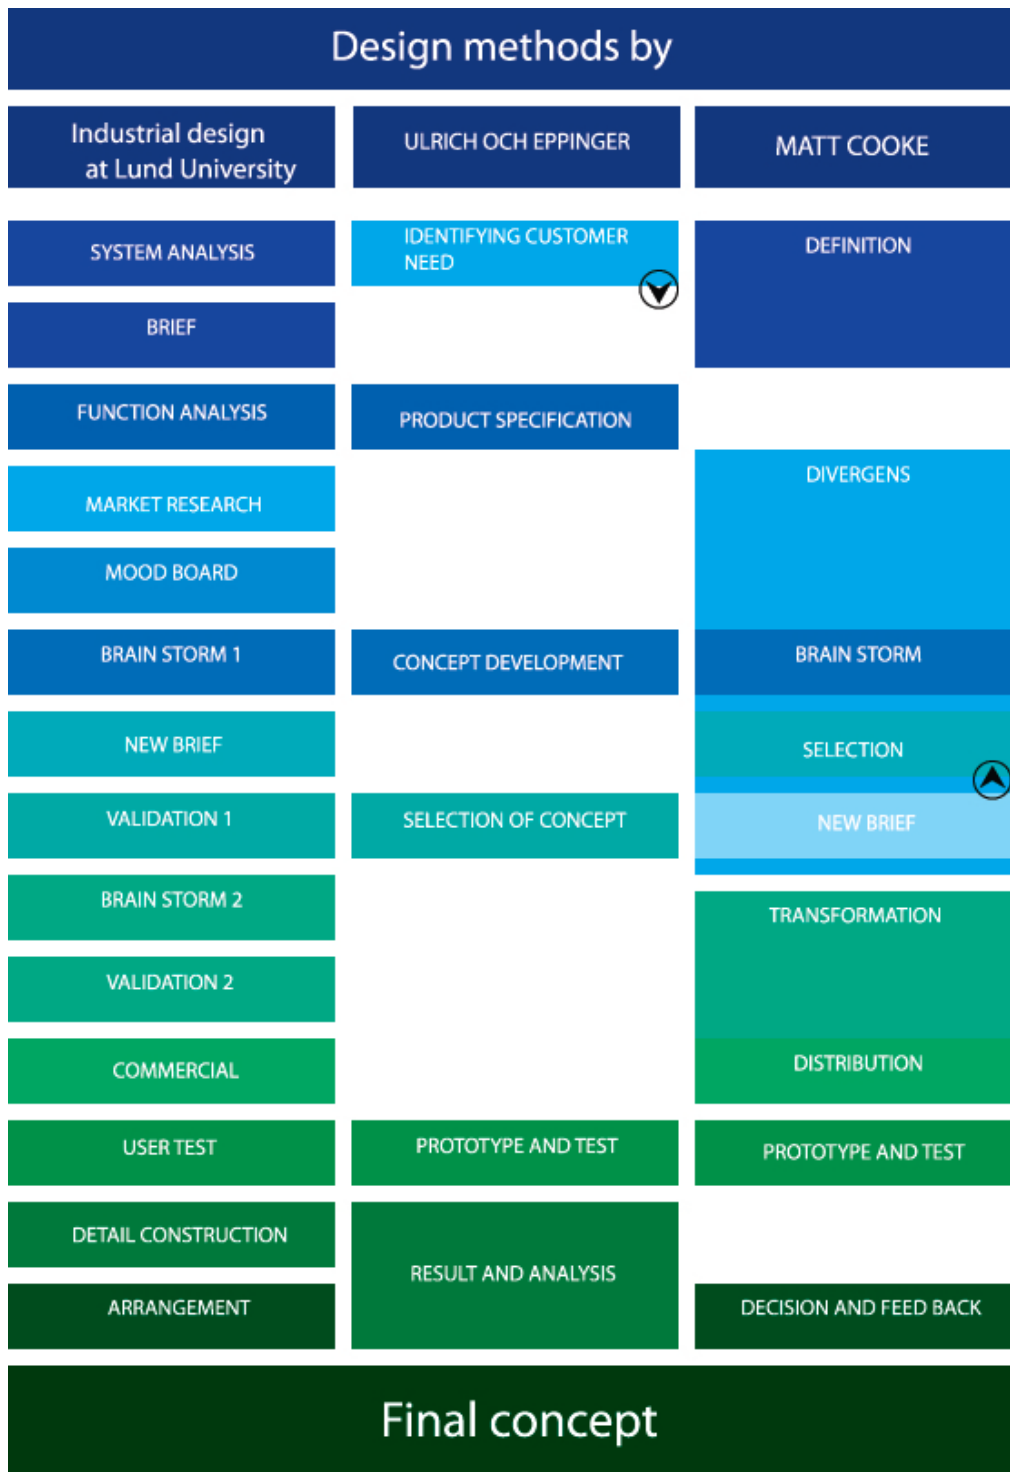 Design methods by
Industrial design
at Lund University
ULRICH OCH EPPINGER
MATT COOKE
SYSTEM ANALYSIS
IDENTIFYING CUSTOMER
NEED
DEFINITION
BRIEF
FUNCTION ANALYSIS
PRODUCT SPECIFICATION
MARKET RESEARCH
DIVERGENS
MOOD BOARD
BRAIN STORM 1
CONCEPT DEVELOPMENT
BRAIN STORM
NEW BRIEF
SELECTION
VALIDATION 1
SELECTION OF CONCEPT
NEW BRIEF
BRAIN STORM 2
TRANSFORMATION
VALIDATION 2
COMMERCIAL
DISTRIBUTION
USER TEST
PROTOTYPE AND TEST
PROTOTYPE AND TEST
DETAIL CONSTRUCTION
RESULT AND ANALYSIS
ARRANGEMENT
DECISION AND FEED BACK
Final concept